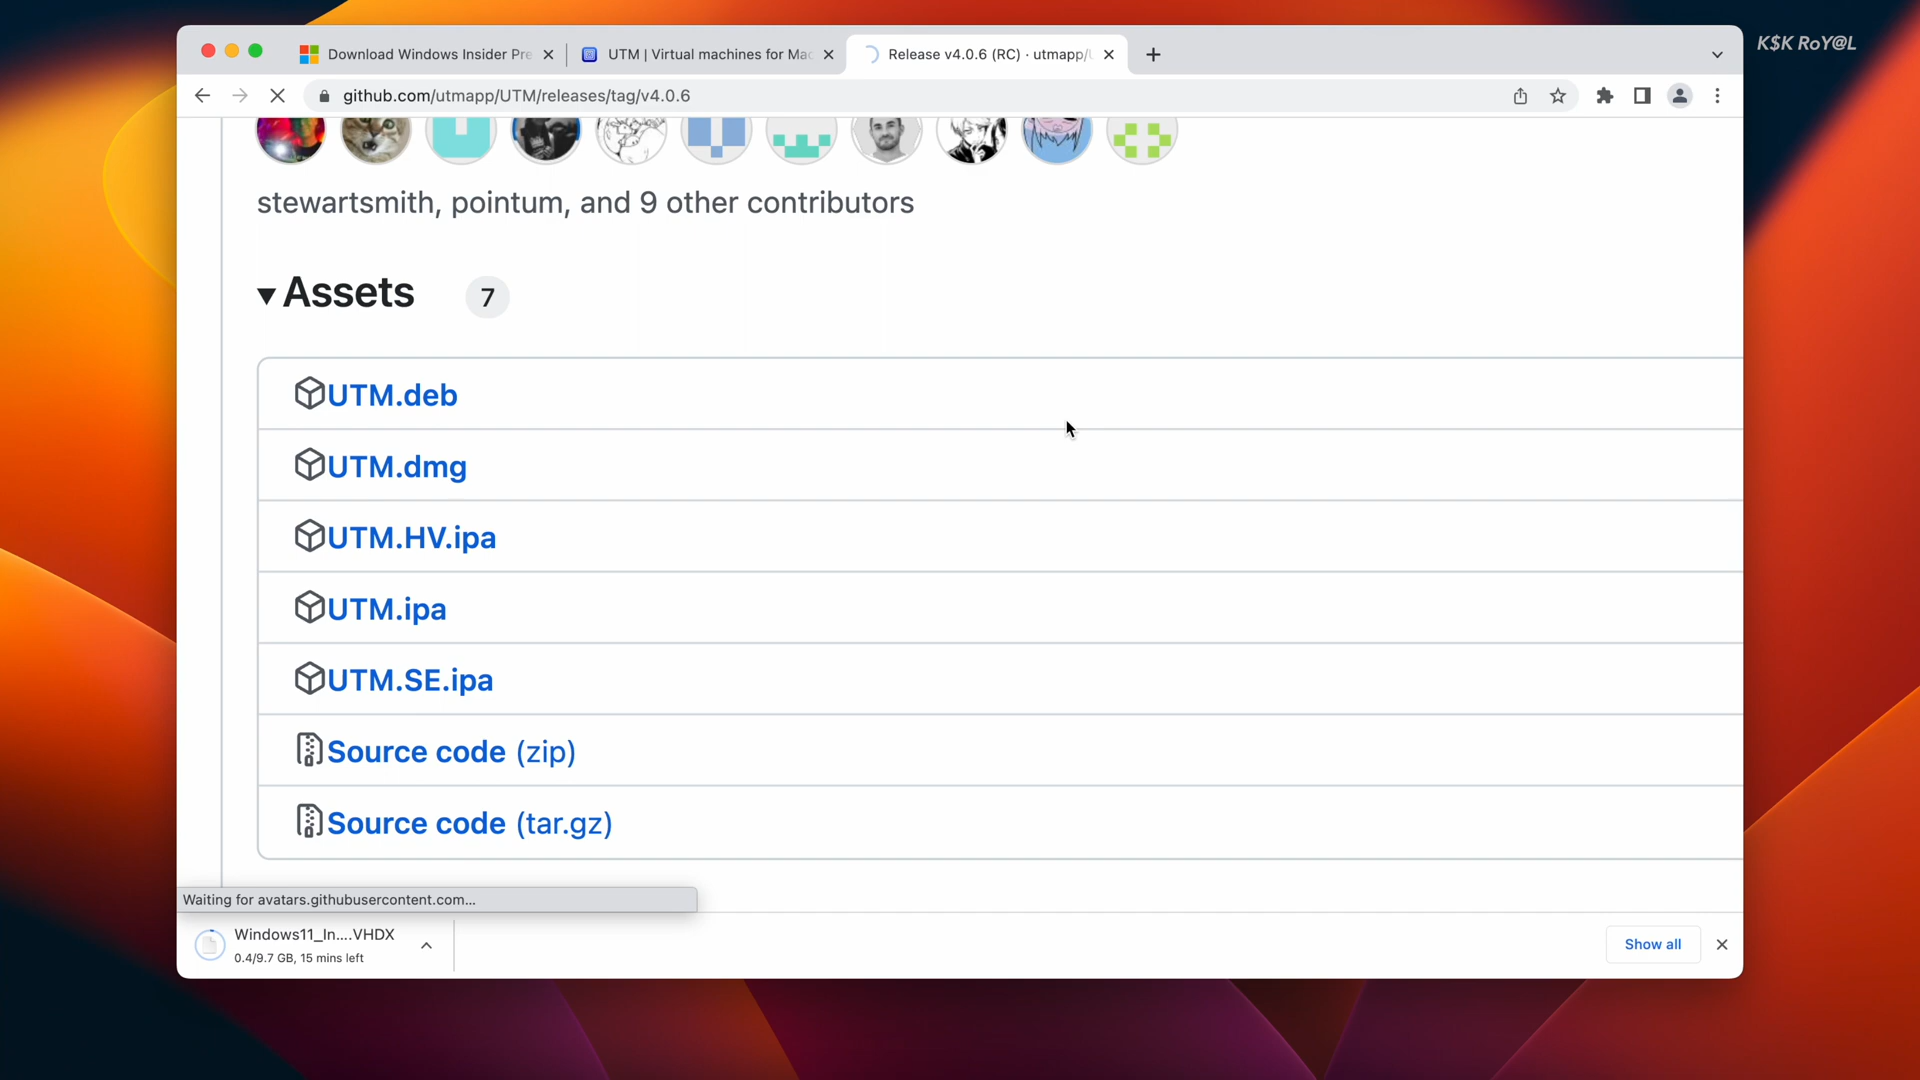 K$K RoY@L
Download Windows Insider Pre
UTM | Virtual machines for Mac
Release v4.0.6 (RC) · utmapp/U
github.com/utmapp/UTM/releases/tag/v4.0.6
stewartsmith, pointum, and 9 other contributors
Assets 7
UTM.deb
UTM.dmg
UTM.HV.ipa
UTM.ipa
UTM.SE.ipa
Source code (zip)
Source code (tar.gz)
Waiting for avatars.githubusercontent.com...
Windows11_In....VHDX
0.4/9.7 GB, 15 mins left
Show all